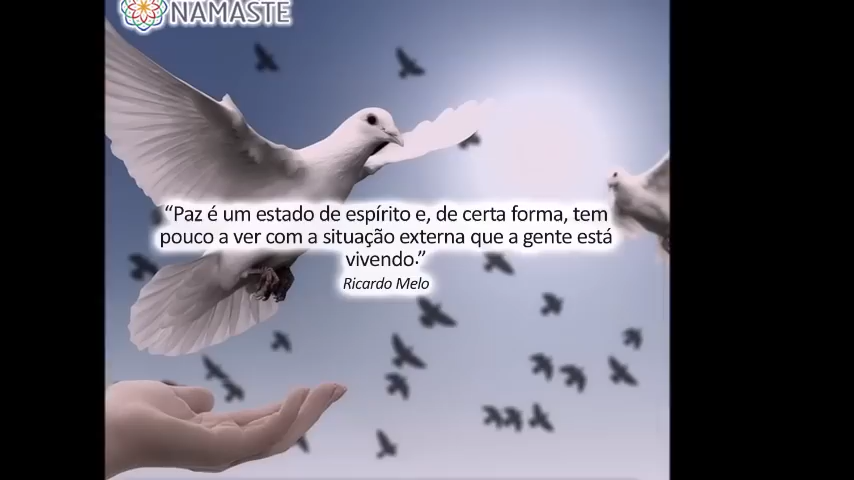 NAMASTE
“Paz é um estado de espírito e, de certa forma, tem
pouco a ver com a situação externa que a gente está
vivendo.”
Ricardo Melo